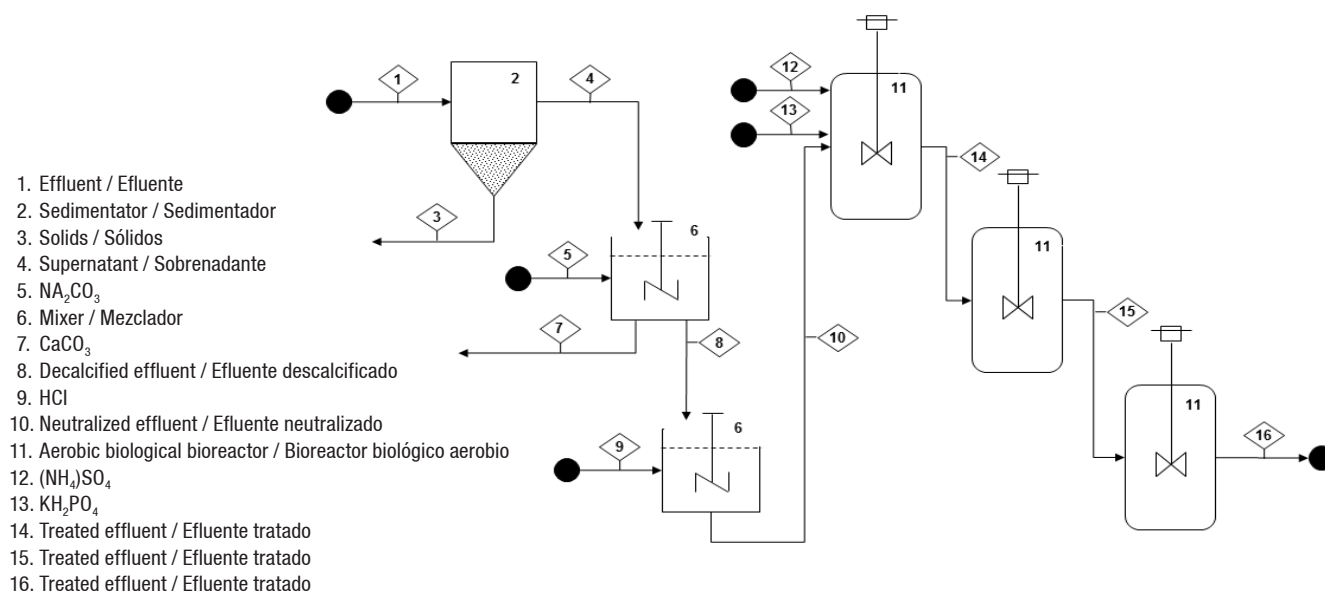 1. Effluent / Efluente
2. Sedimentator / Sedimentador
3. Solids / Sólidos
4. Supernatant / Sobrenadante
5. NA₂CO₃
6. Mixer / Mezclador
7. CaCO₃
8. Decalcified effluent / Efluente descalcificado
9. HCl
10. Neutralized effluent / Efluente neutralizado
11. Aerobic biological bioreactor / Bioreactor biológico aerobio
12. (NH₄)SO₄
13. KH₂PO₄
14. Treated effluent / Efluente tratado
15. Treated effluent / Efluente tratado
16. Treated effluent / Efluente tratado
1
2
4
3
5
6
7
8
9
6
10
12
13
11
14
11
15
11
16